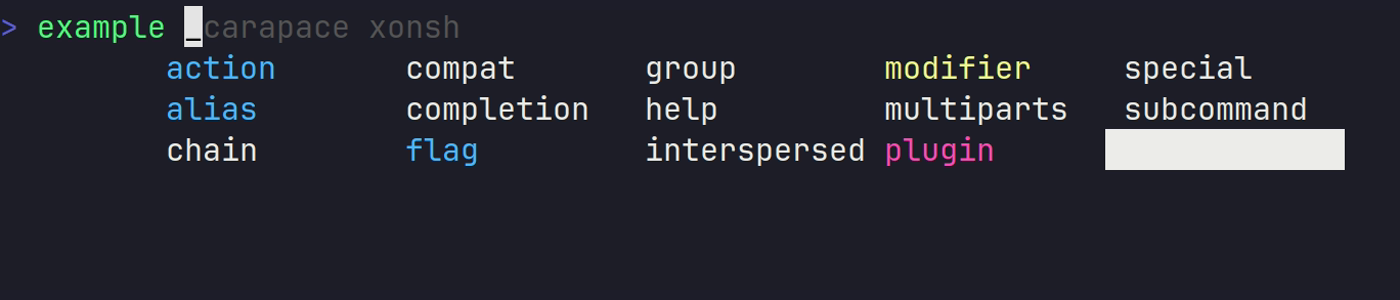 > example _carapace xonsh
action compat group modifier special
alias completion help multiparts subcommand
chain flag interspersed plugin